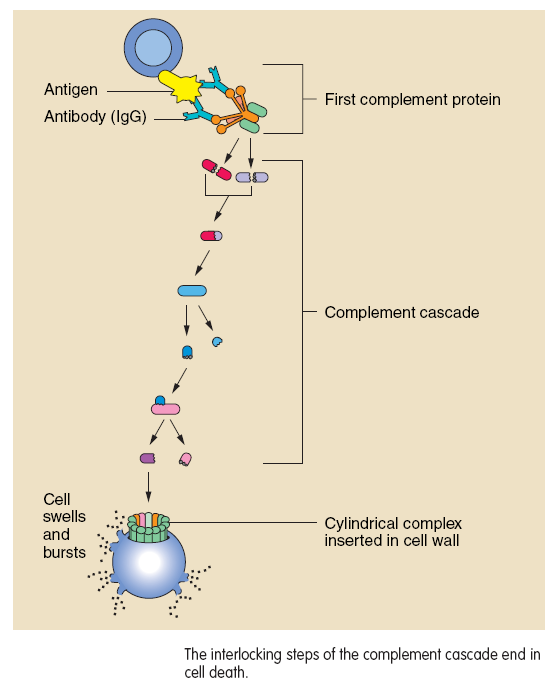 Antigen
Antibody (IgG)
First complement protein
Complement cascade
Cell
swells
and
bursts
Cylindrical complex
inserted in cell wall
The interlocking steps of the complement cascade end in
cell death.